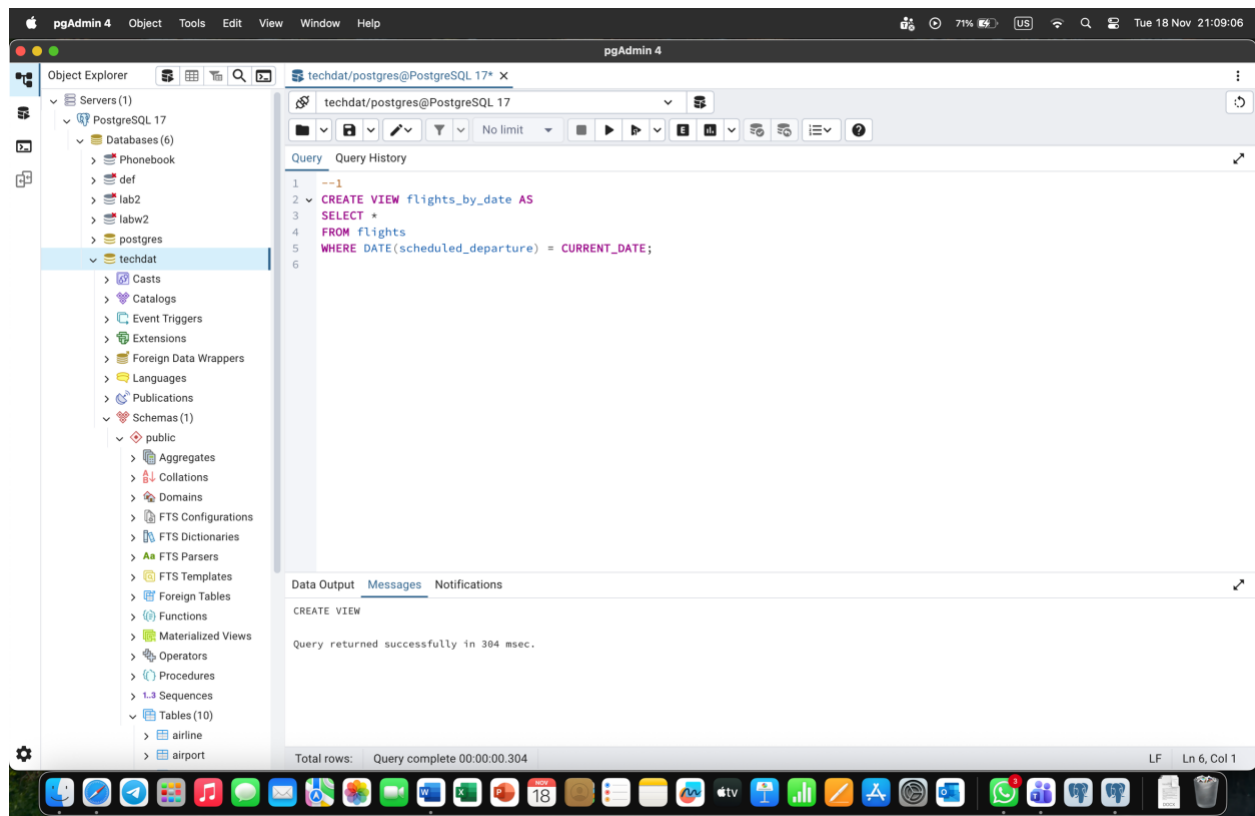 pgAdmin 4 Object Tools Edit View Window Help 71% US Tue 18 Nov 21:09:06
pgAdmin 4
Object Explorer
techdat/postgres@PostgreSQL 17*
Servers (1)
PostgreSQL 17
Databases (6)
Phonebook
def
lab2
labw2
postgres
techdat
Casts
Catalogs
Event Triggers
Extensions
Foreign Data Wrappers
Languages
Publications
Schemas (1)
public
Aggregates
Collations
Domains
FTS Configurations
FTS Dictionaries
Aa FTS Parsers
FTS Templates
Foreign Tables
Functions
Materialized Views
Operators
Procedures
1..3 Sequences
Tables (10)
airline
airport
techdat/postgres@PostgreSQL 17
No limit
Query Query History
1 --1
2 CREATE VIEW flights_by_date AS
3 SELECT *
4 FROM flights
5 WHERE DATE(scheduled_departure) = CURRENT_DATE;
6
Data Output Messages Notifications
CREATE VIEW
Query returned successfully in 304 msec.
Total rows: Query complete 00:00:00.304 LF Ln 6, Col 1
NOV
18
tv
3
DOCX